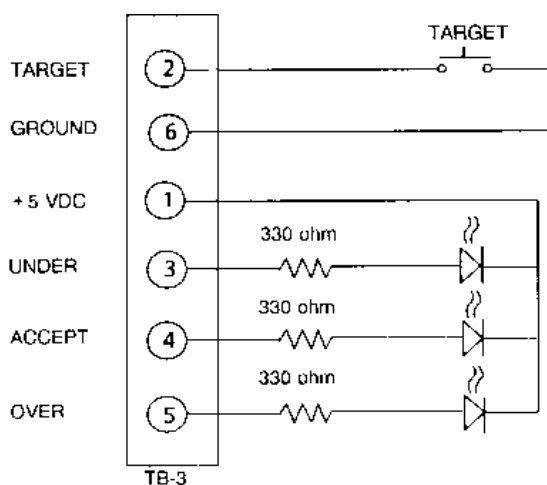 TARGET
TARGET 2
GROUND 6
+5 VDC 1
330 ohm
UNDER 3
330 ohm
ACCEPT 4
330 ohm
OVER 5
TB-3